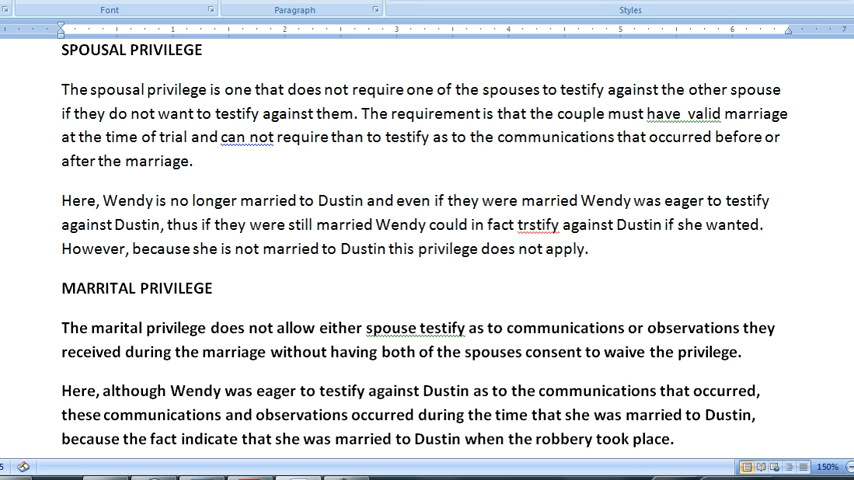 Font Paragraph Styles
1 2 3 4 5 6 7
SPOUSAL PRIVILEGE
The spousal privilege is one that does not require one of the spouses to testify against the other spouse
if they do not want to testify against them. The requirement is that the couple must have  valid marriage
at the time of trial and can not require than to testify as to the communications that occurred before or
after the marriage.
Here, Wendy is no longer married to Dustin and even if they were married Wendy was eager to testify
against Dustin, thus if they were still married Wendy could in fact trstify against Dustin if she wanted.
However, because she is not married to Dustin this privilege does not apply.
MARRITAL PRIVILEGE
The marital privilege does not allow either spouse testify as to communications or observations they
received during the marriage without having both of the spouses consent to waive the privilege.
Here, although Wendy was eager to testify against Dustin as to the communications that occurred,
these communications and observations occurred during the time that she was married to Dustin,
because the fact indicate that she was married to Dustin when the robbery took place.
5 150%